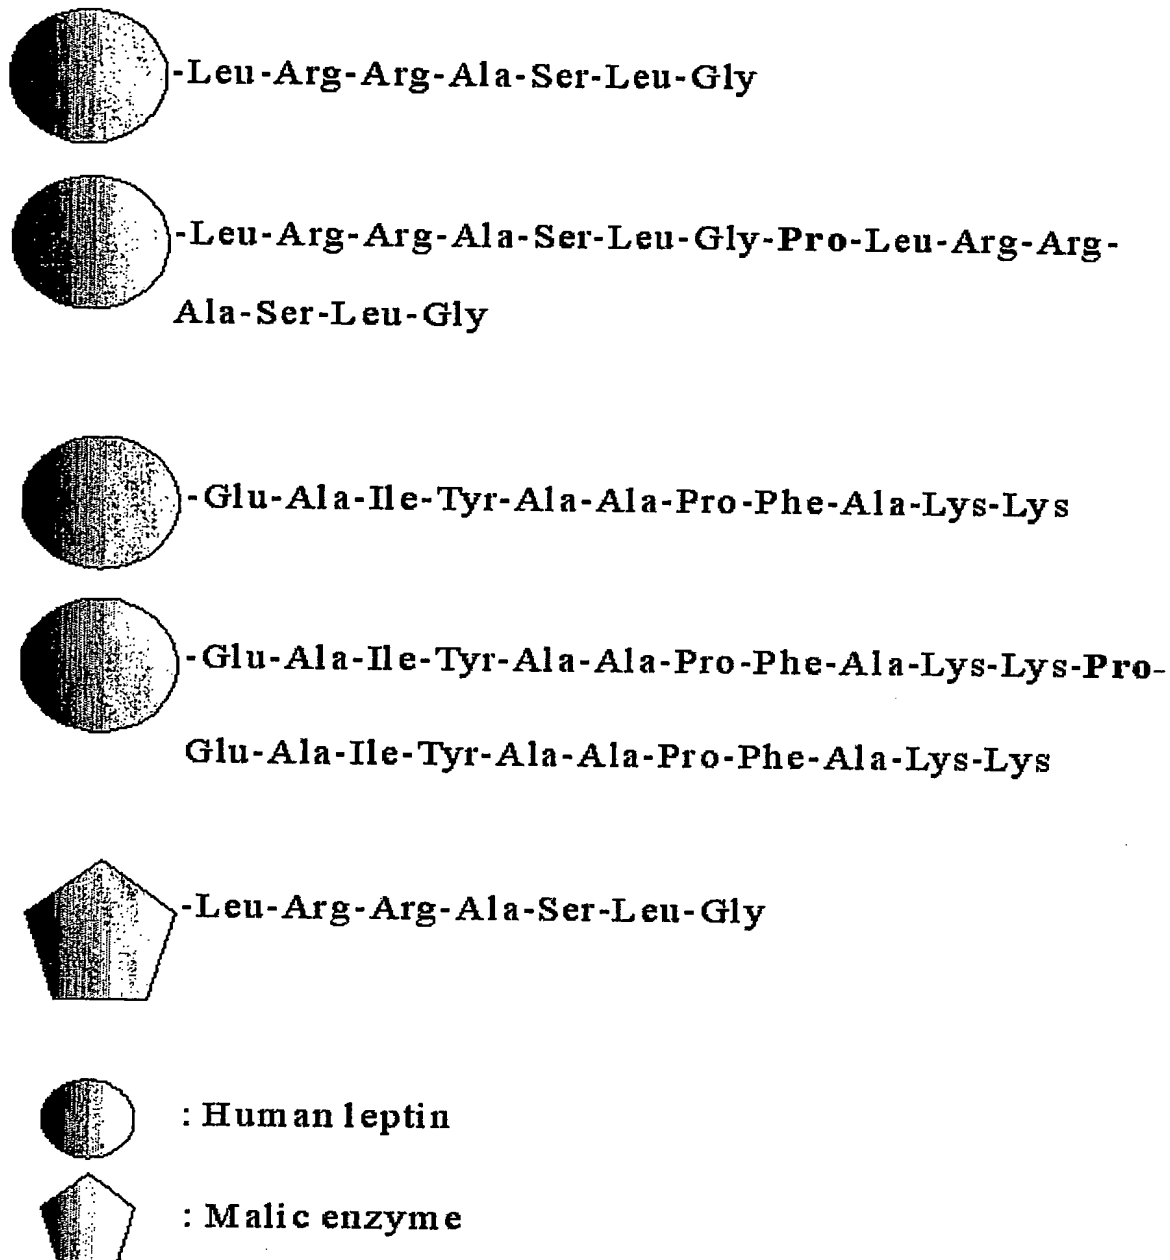 -Leu-Arg-Arg-Ala-Ser-Leu-Gly
-Leu-Arg-Arg-Ala-Ser-Leu-Gly-Pro-Leu-Arg-Arg-
Ala-Ser-Leu-Gly
-Glu-Ala-Ile-Tyr-Ala-Ala-Pro-Phe-Ala-Lys-Lys
-Glu-Ala-Ile-Tyr-Ala-Ala-Pro-Phe-Ala-Lys-Lys-Pro-
Glu-Ala-Ile-Tyr-Ala-Ala-Pro-Phe-Ala-Lys-Lys
-Leu-Arg-Arg-Ala-Ser-Leu-Gly
: Human leptin
: Malic enzyme